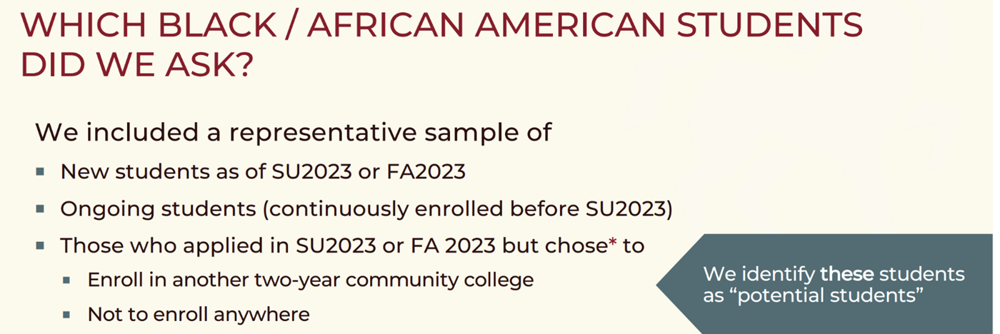 WHICH BLACK / AFRICAN AMERICAN STUDENTS
DID WE ASK?
We included a representative sample of
▪ New students as of SU2023 or FA2023
▪ Ongoing students (continuously enrolled before SU2023)
▪ Those who applied in SU2023 or FA 2023 but chose* to
▪ Enroll in another two-year community college
▪ Not to enroll anywhere
We identify these students
as “potential students”